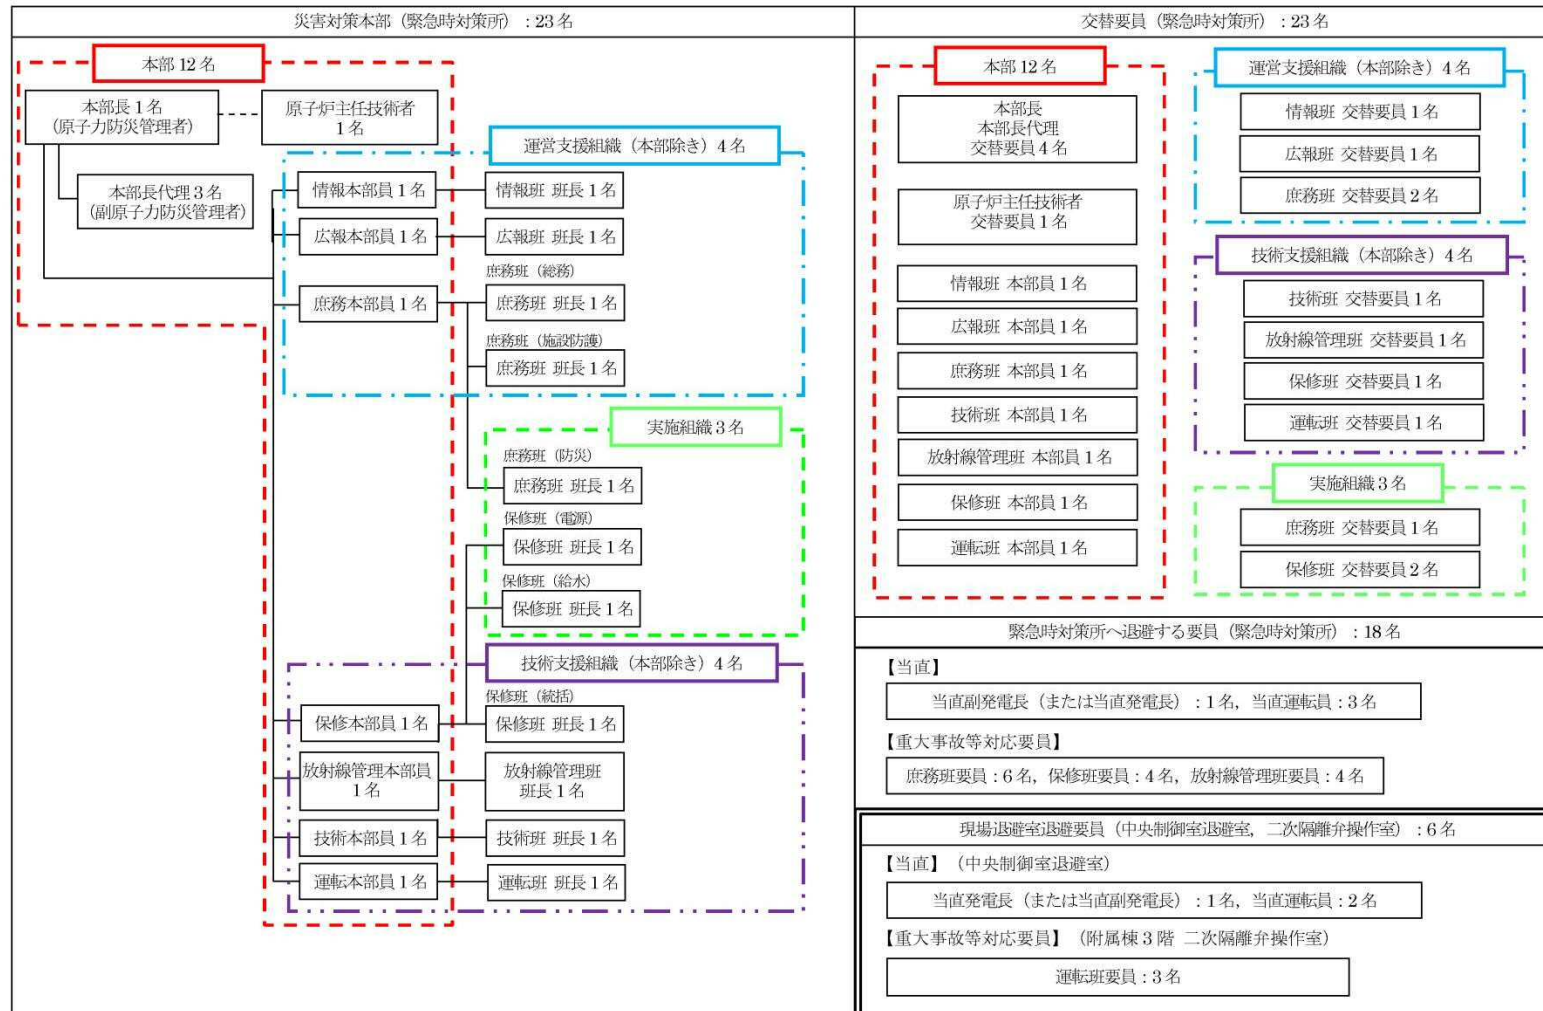 災害対策本部（緊急時対策所）：23名
本部 12名
本部長 1名
(原子力防災管理者)
原子炉主任技術者
1名
本部長代理 3名
(副原子力防災管理者)
運営支援組織（本部除き）4名
情報本部員 1名
情報班 班長 1名
広報本部員 1名
広報班 班長 1名
庶務班（総務）
庶務本部員 1名
庶務班 班長 1名
庶務班（施設防護）
庶務班 班長 1名
実施組織 3名
庶務班（防災）
庶務班 班長 1名
保修班（電源）
保修班 班長 1名
保修班（給水）
保修班 班長 1名
技術支援組織（本部除き）4名
保修班（統括）
保修本部員 1名
保修班 班長 1名
放射線管理本部員
1名
放射線管理班
班長 1名
技術本部員 1名
技術班 班長 1名
運転本部員 1名
運転班 班長 1名
交替要員（緊急時対策所）：23名
本部 12名
本部長
本部長代理
交替要員 4名
原子炉主任技術者
交替要員 1名
情報班 本部員 1名
広報班 本部員 1名
庶務班 本部員 1名
技術班 本部員 1名
放射線管理班 本部員 1名
保修班 本部員 1名
運転班 本部員 1名
運営支援組織（本部除き）4名
情報班 交替要員 1名
広報班 交替要員 1名
庶務班 交替要員 2名
技術支援組織（本部除き）4名
技術班 交替要員 1名
放射線管理班 交替要員 1名
保修班 交替要員 1名
運転班 交替要員 1名
実施組織 3名
庶務班 交替要員 1名
保修班 交替要員 2名
緊急時対策所へ退避する要員（緊急時対策所）：18名
【当直】
当直副発電長（または当直発電長）：1名，当直運転員：3名
【重大事故等対応要員】
庶務班要員：6名，保修班要員：4名，放射線管理班要員：4名
現場退避室退避要員（中央制御室退避室，二次隔離弁操作室）：6名
【当直】（中央制御室退避室）
当直発電長（または当直副発電長）：1名，当直運転員：2名
【重大事故等対応要員】（附属棟3階 二次隔離弁操作室）
運転班要員：3名